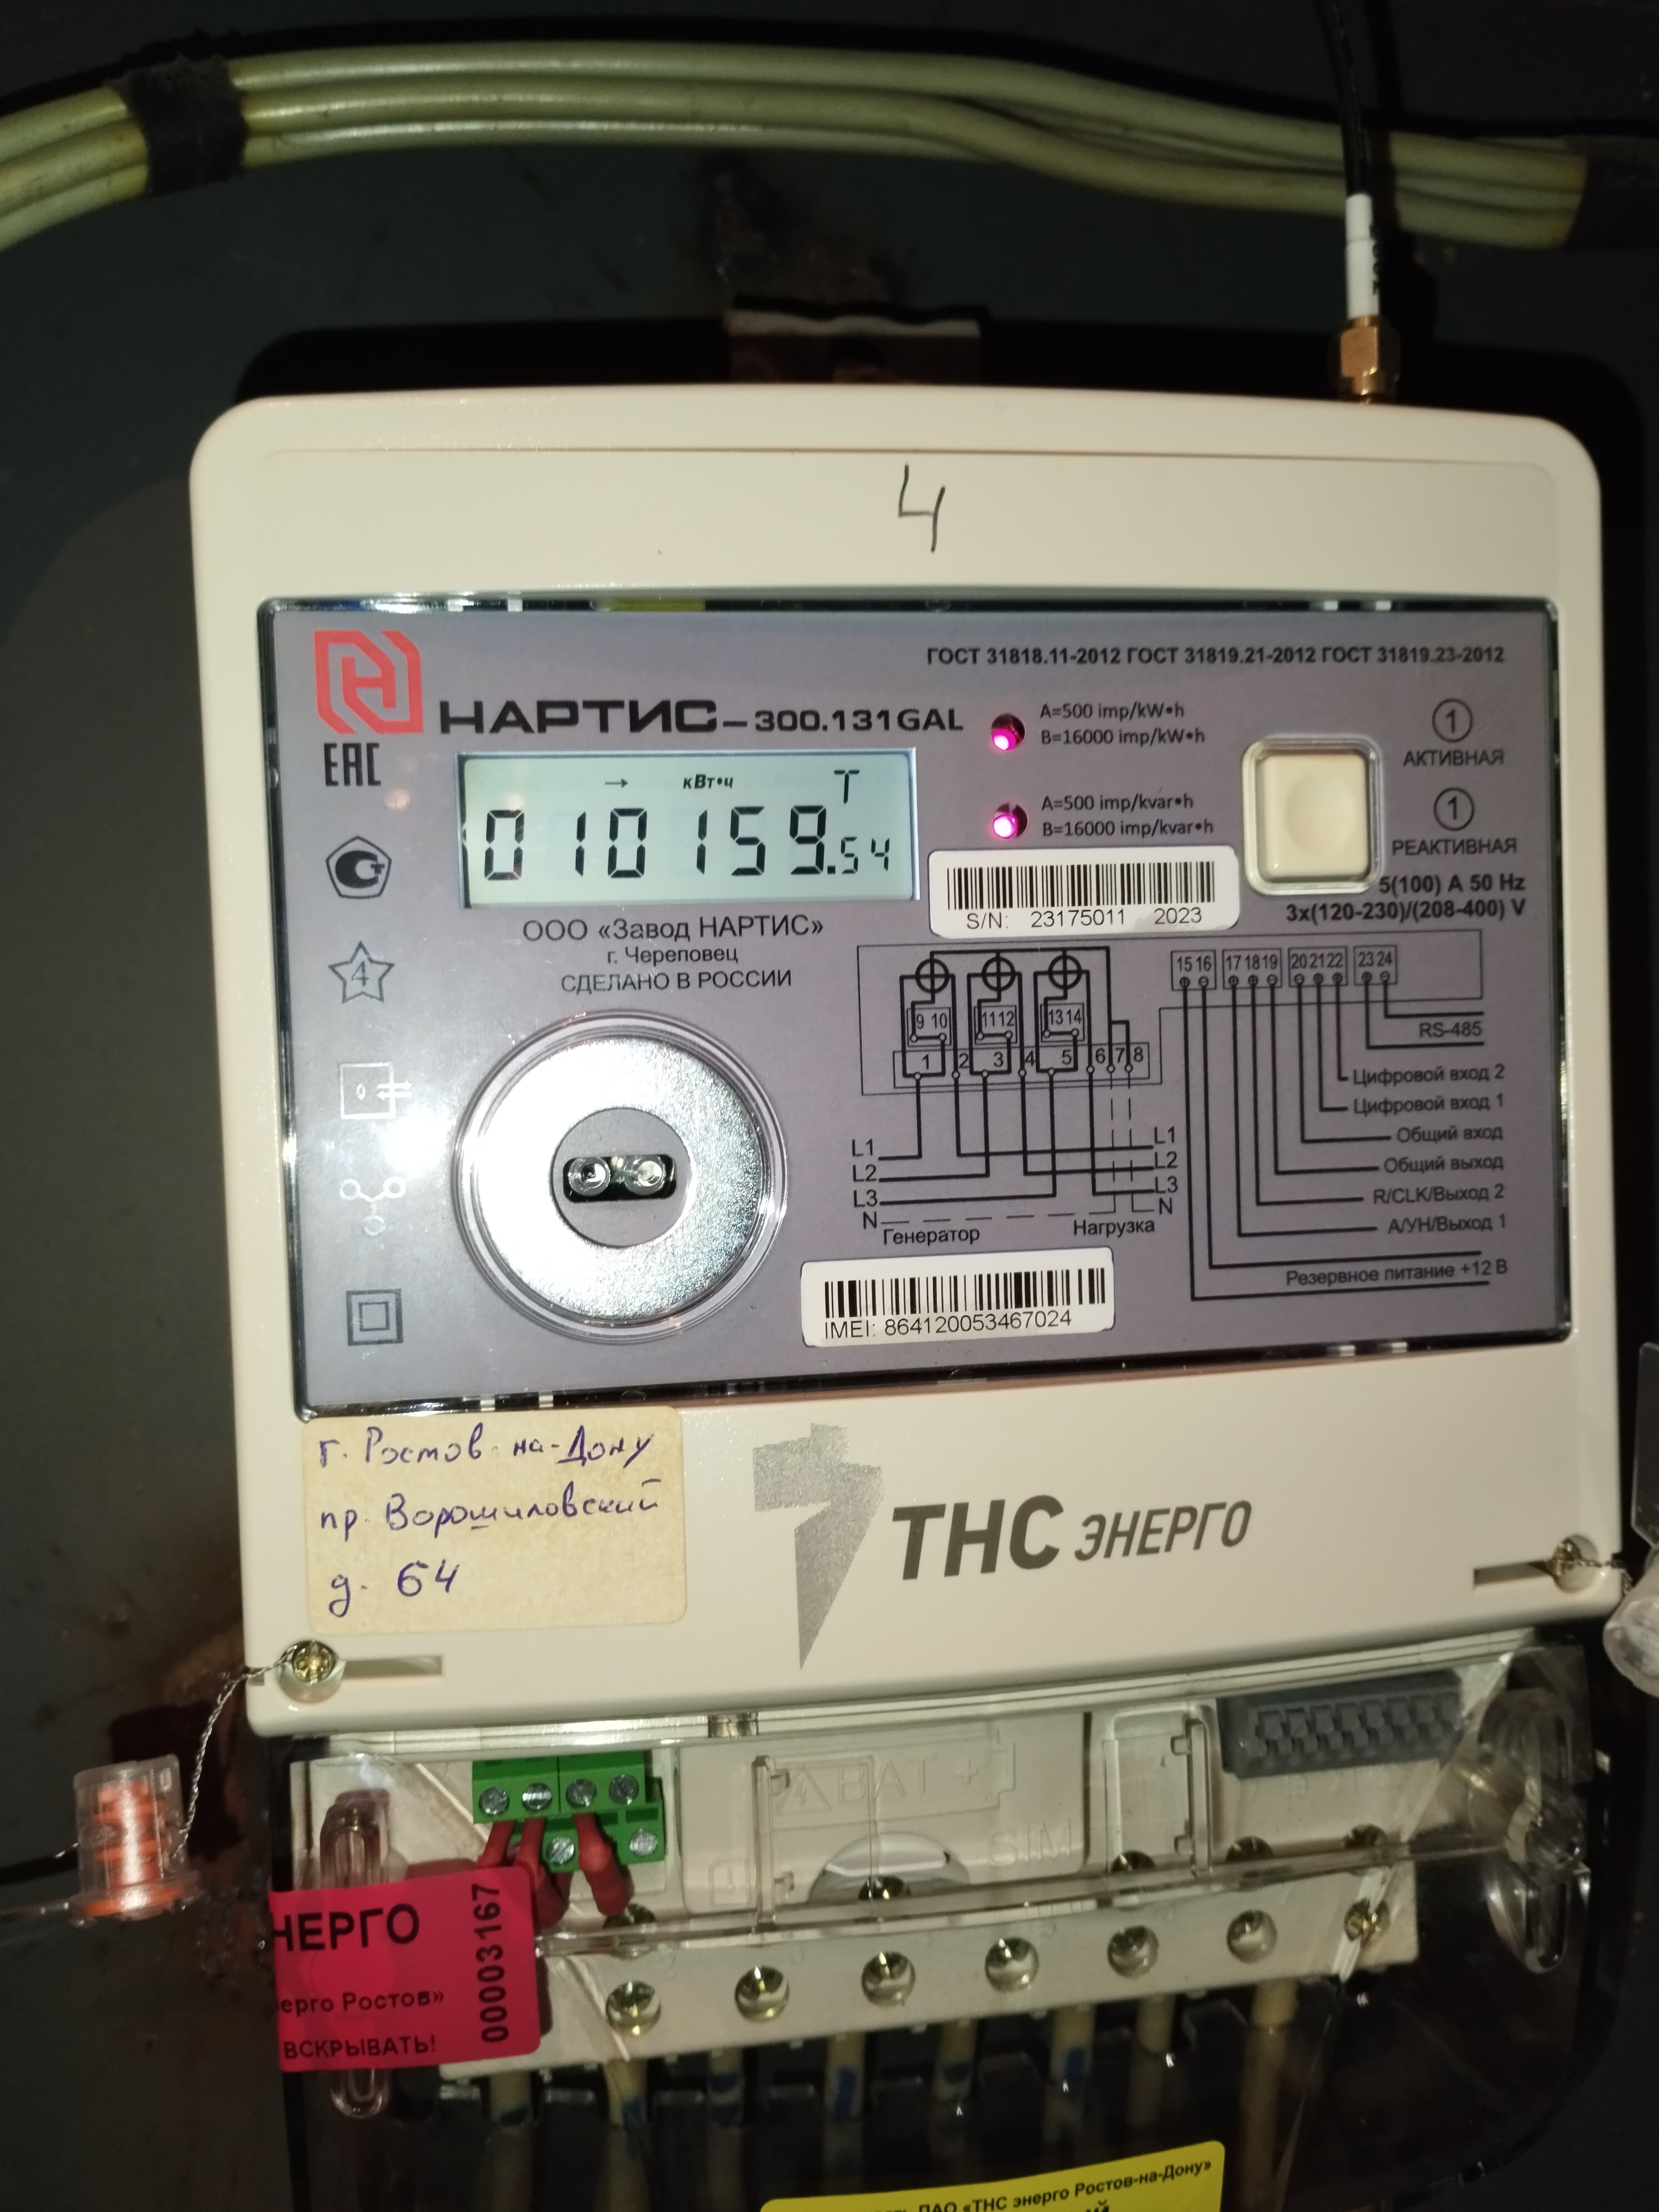 4
ГОСТ 31818.11-2012 ГОСТ 31819.21-2012 ГОСТ 31819.23-2012
НАРТИС-300.131GAL
EAC
A=500 imp/kW•h
B=16000 imp/kW•h
1
АКТИВНАЯ
→ кВт•ч T
010159.54
A=500 imp/kvar•h
B=16000 imp/kvar•h
1
РЕАКТИВНАЯ
5(100) A 50 Hz
3x(120-230)/(208-400) V
S/N: 23175011 2023
ООО «Завод НАРТИС»
г. Череповец
СДЕЛАНО В РОССИИ
4
9 10 11 12 13 14
1 2 3 4 5 6 7 8
15 16 17 18 19 20 21 22 23 24
RS-485
Цифровой вход 2
Цифровой вход 1
Общий вход
Общий выход
R/CLK/Выход 2
А/УН/Выход 1
Резервное питание +12 В
L1 L1
L2 L2
L3 L3
N N
Генератор Нагрузка
IMEI: 864120053467024
г. Ростов-на-Дону
пр. Ворошиловский
д. 64
ТНС ЭНЕРГО
BAT +
SIM
НЕРГО
ерго Ростов»
ВСКРЫВАТЬ!
00003167
ПАО «ТНС энерго Ростов-на-Дону»